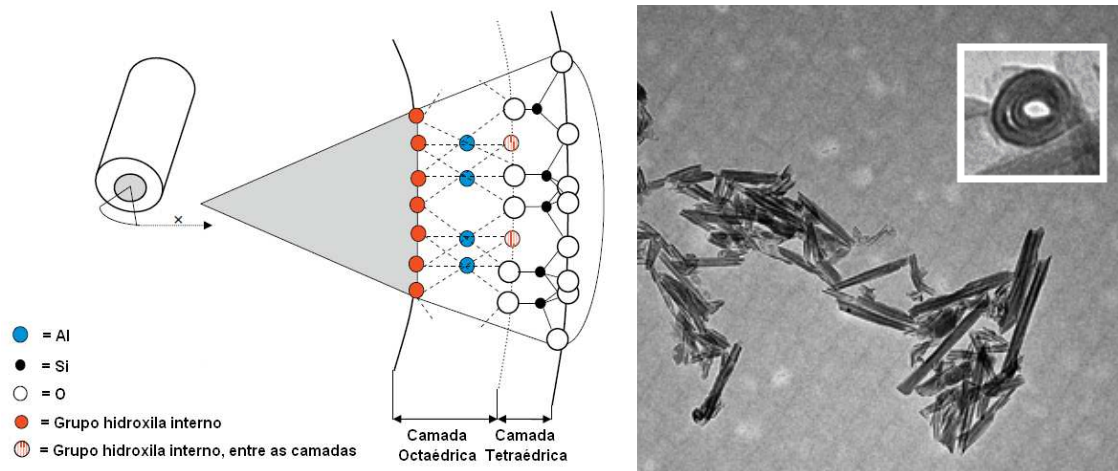 ×
= Al
= Si
= O
= Grupo hidroxila interno
= Grupo hidroxila interno, entre as camadas
Camada
Octaédrica
Camada
Tetraédrica